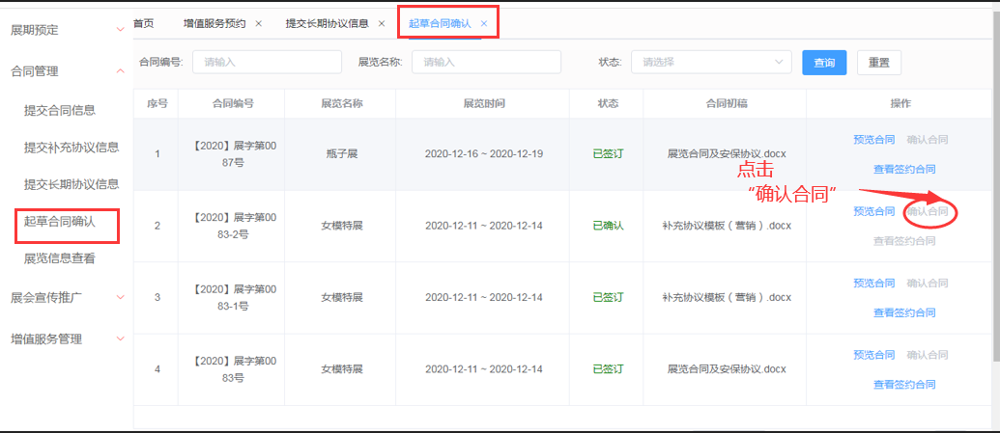 首页 增值服务预约 × 提交长期协议信息 × 起草合同确认 ×
展期预定
合同管理
提交合同信息
提交补充协议信息
提交长期协议信息
起草合同确认
展览信息查看
展会宣传推广
增值服务管理
合同编号: 请输入 展览名称: 请输入 状态: 请选择 查询 重置
序号 合同编号 展览名称 展览时间 状态 合同初稿 操作
1 【2020】展字第00 瓶子展 2020-12-16 ~ 2020-12-19 已签订 展览合同及安保协议.docx 预览合同 确认合同
87号 查看签约合同
点击
“确认合同”
2 【2020】展字第00 女模特展 2020-12-11 ~ 2020-12-14 已确认 补充协议模板（营销）.docx 预览合同 确认合同
83-2号 查看签约合同
3 【2020】展字第00 女模特展 2020-12-11 ~ 2020-12-14 已签订 补充协议模板（营销）.docx 预览合同 确认合同
83-1号 查看签约合同
4 【2020】展字第00 女模特展 2020-12-11 ~ 2020-12-14 已签订 展览合同及安保协议.docx 预览合同 确认合同
83号 查看签约合同